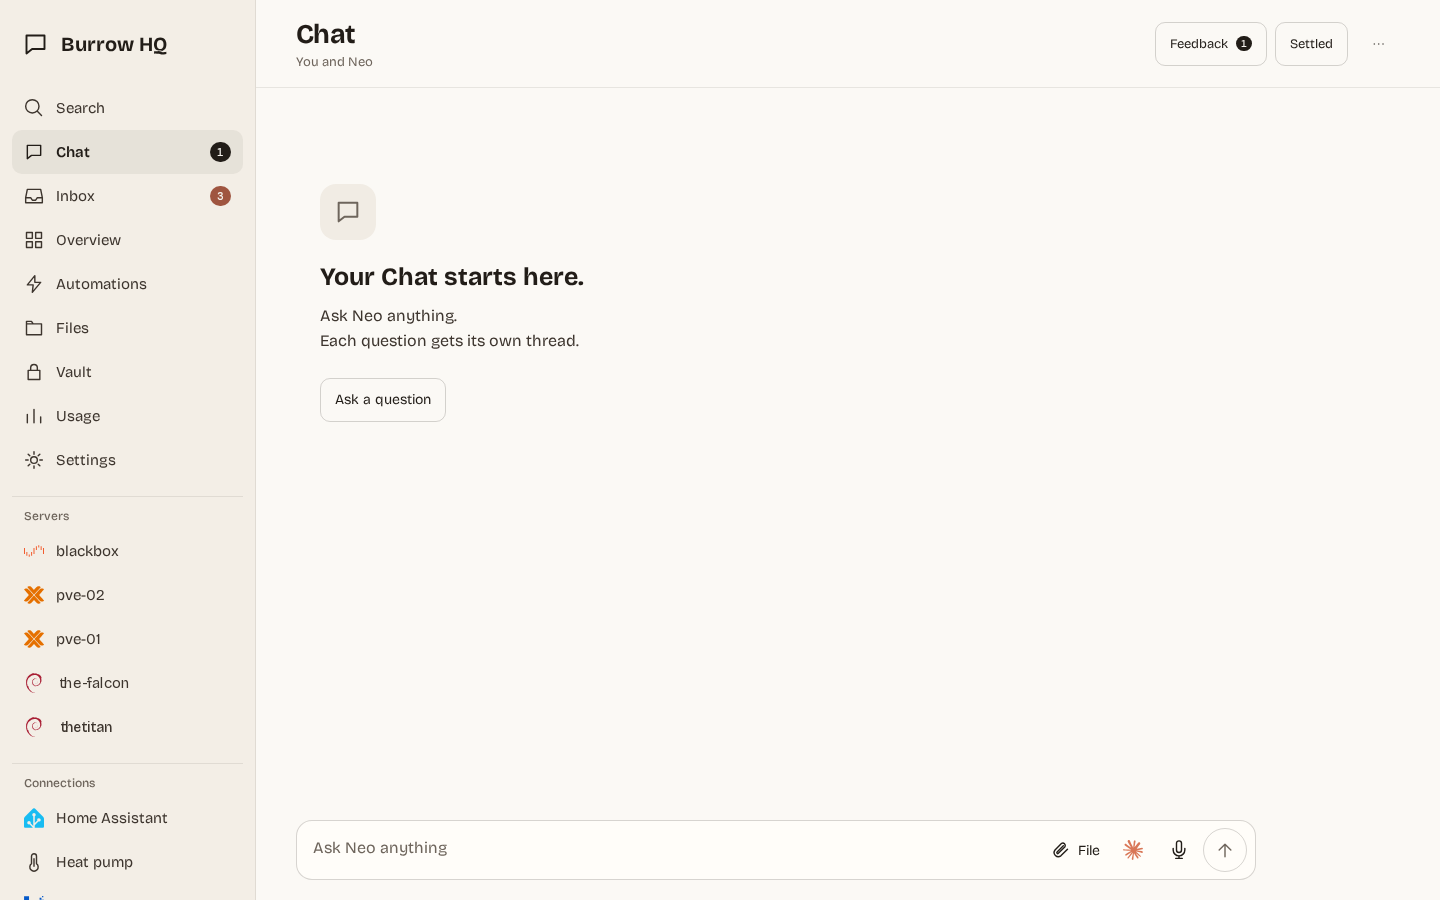 Burrow HQ
Search
Chat 1
Inbox 3
Overview
Automations
Files
Vault
Usage
Settings
Servers
blackbox
pve-02
pve-01
the-falcon
thetitan
Connections
Home Assistant
Heat pump
Chat
You and Neo
Feedback 1
Settled
...
Your Chat starts here.
Ask Neo anything.
Each question gets its own thread.
Ask a question
Ask Neo anything
File